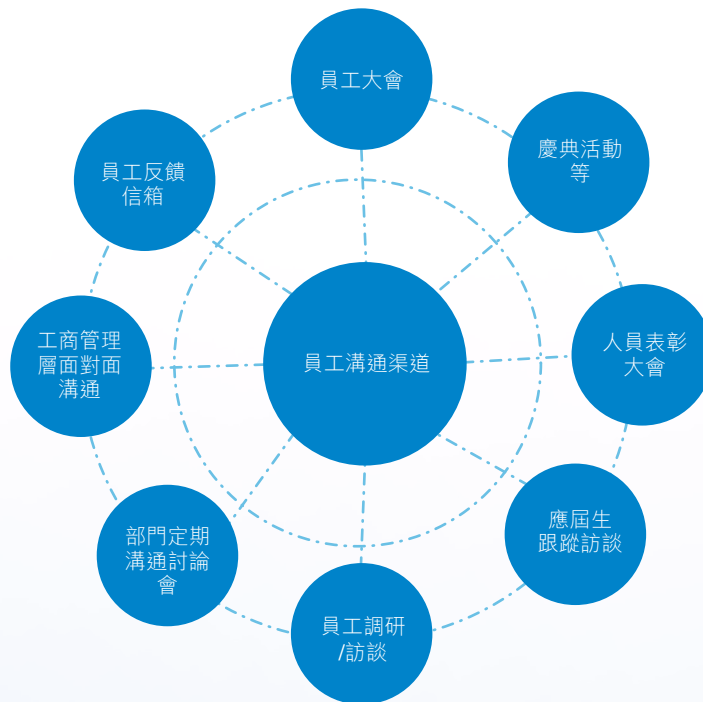 員工大會
慶典活動
等
員工反饋
信箱
人員表彰
大會
工商管理
層面對面
溝通
員工溝通渠道
應屆生
跟蹤訪談
部門定期
溝通討論
會
員工調研
/訪談